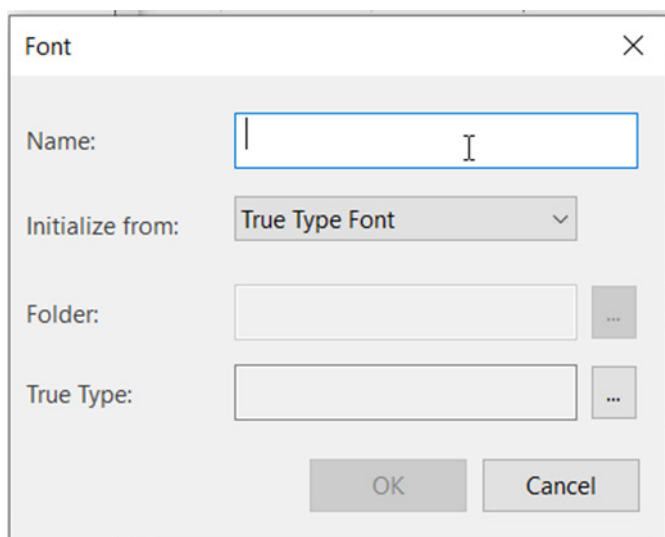 Font
Name:
Initialize from: True Type Font
Folder: ...
True Type: ...
OK Cancel